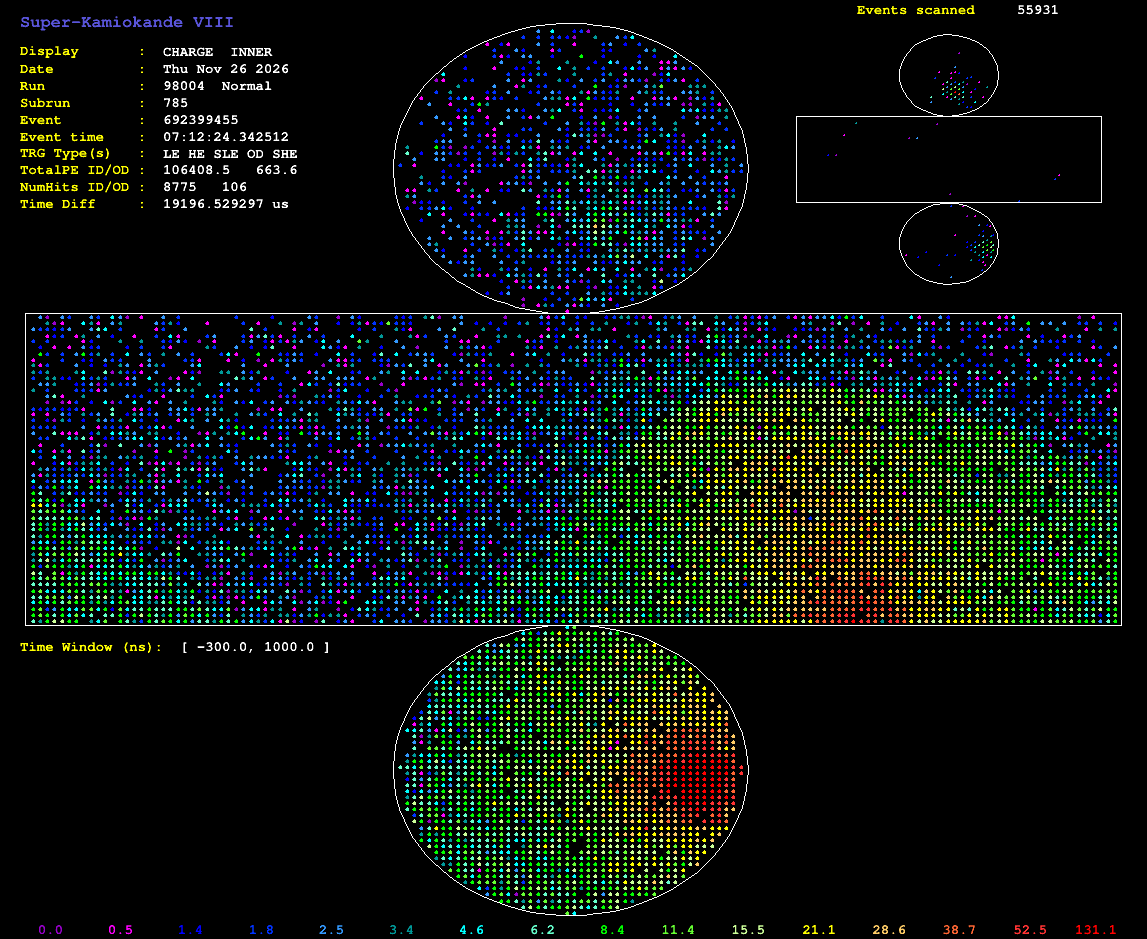 Super-Kamiokande VIII
Events scanned 55931
Display : CHARGE INNER
Date : Thu Nov 26 2026
Run : 98004 Normal
Subrun : 785
Event : 692399455
Event time : 07:12:24.342512
TRG Type(s) : LE HE SLE OD SHE
TotalPE ID/OD : 106408.5 663.6
NumHits ID/OD : 8775 106
Time Diff : 19196.529297 us
Time Window (ns): [ -300.0, 1000.0 ]
0.0 0.5 1.4 1.8 2.5 3.4 4.6 6.2 8.4 11.4 15.5 21.1 28.6 38.7 52.5 131.1